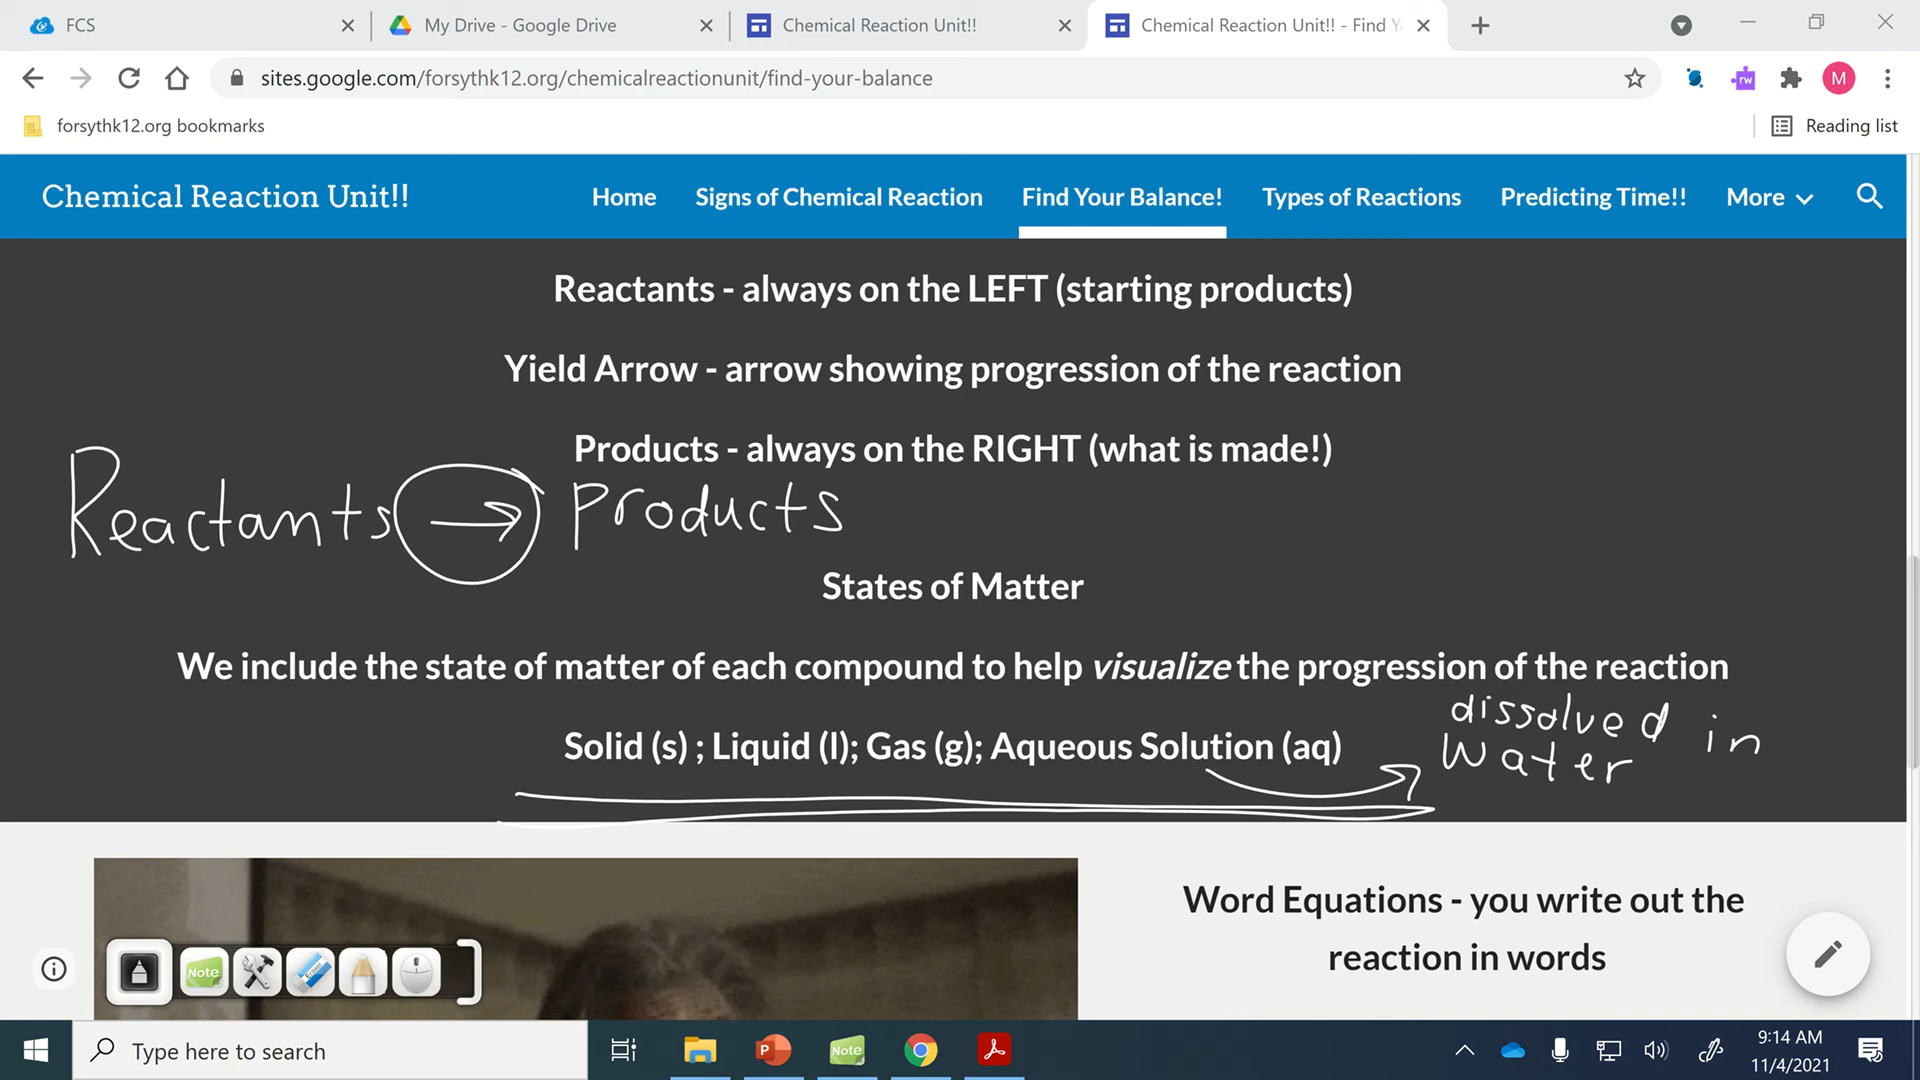 FCS
My Drive - Google Drive
Chemical Reaction Unit!!
Chemical Reaction Unit!! - Find Y
sites.google.com/forsythk12.org/chemicalreactionunit/find-your-balance
rw
M
forsythk12.org bookmarks
Reading list
Chemical Reaction Unit!!
Home
Signs of Chemical Reaction
Find Your Balance!
Types of Reactions
Predicting Time!!
More
Reactants - always on the LEFT (starting products)
Yield Arrow - arrow showing progression of the reaction
Products - always on the RIGHT (what is made!)
Reactants → Products
States of Matter
We include the state of matter of each compound to help visualize the progression of the reaction
Solid (s) ; Liquid (l); Gas (g); Aqueous Solution (aq)
dissolved in
water
Word Equations - you write out the
reaction in words
Note
Type here to search
P
Note
9:14 AM
11/4/2021